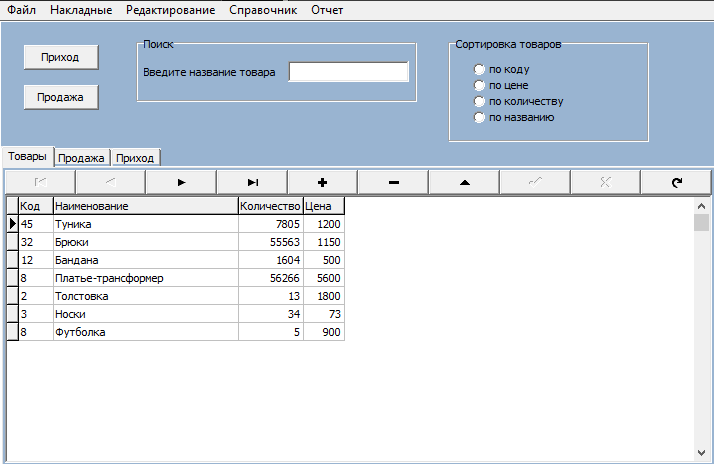 Файл Накладные Редактирование Справочник Отчет
Приход
Продажа
Поиск
Введите название товара
Сортировка товаров
по коду
по цене
по количеству
по названию
Товары Продажа Приход
Код Наименование Количество Цена
45 Туника 7805 1200
32 Брюки 55563 1150
12 Бандана 1604 500
8 Платье-трансформер 56266 5600
2 Толстовка 13 1800
3 Носки 34 73
8 Футболка 5 900